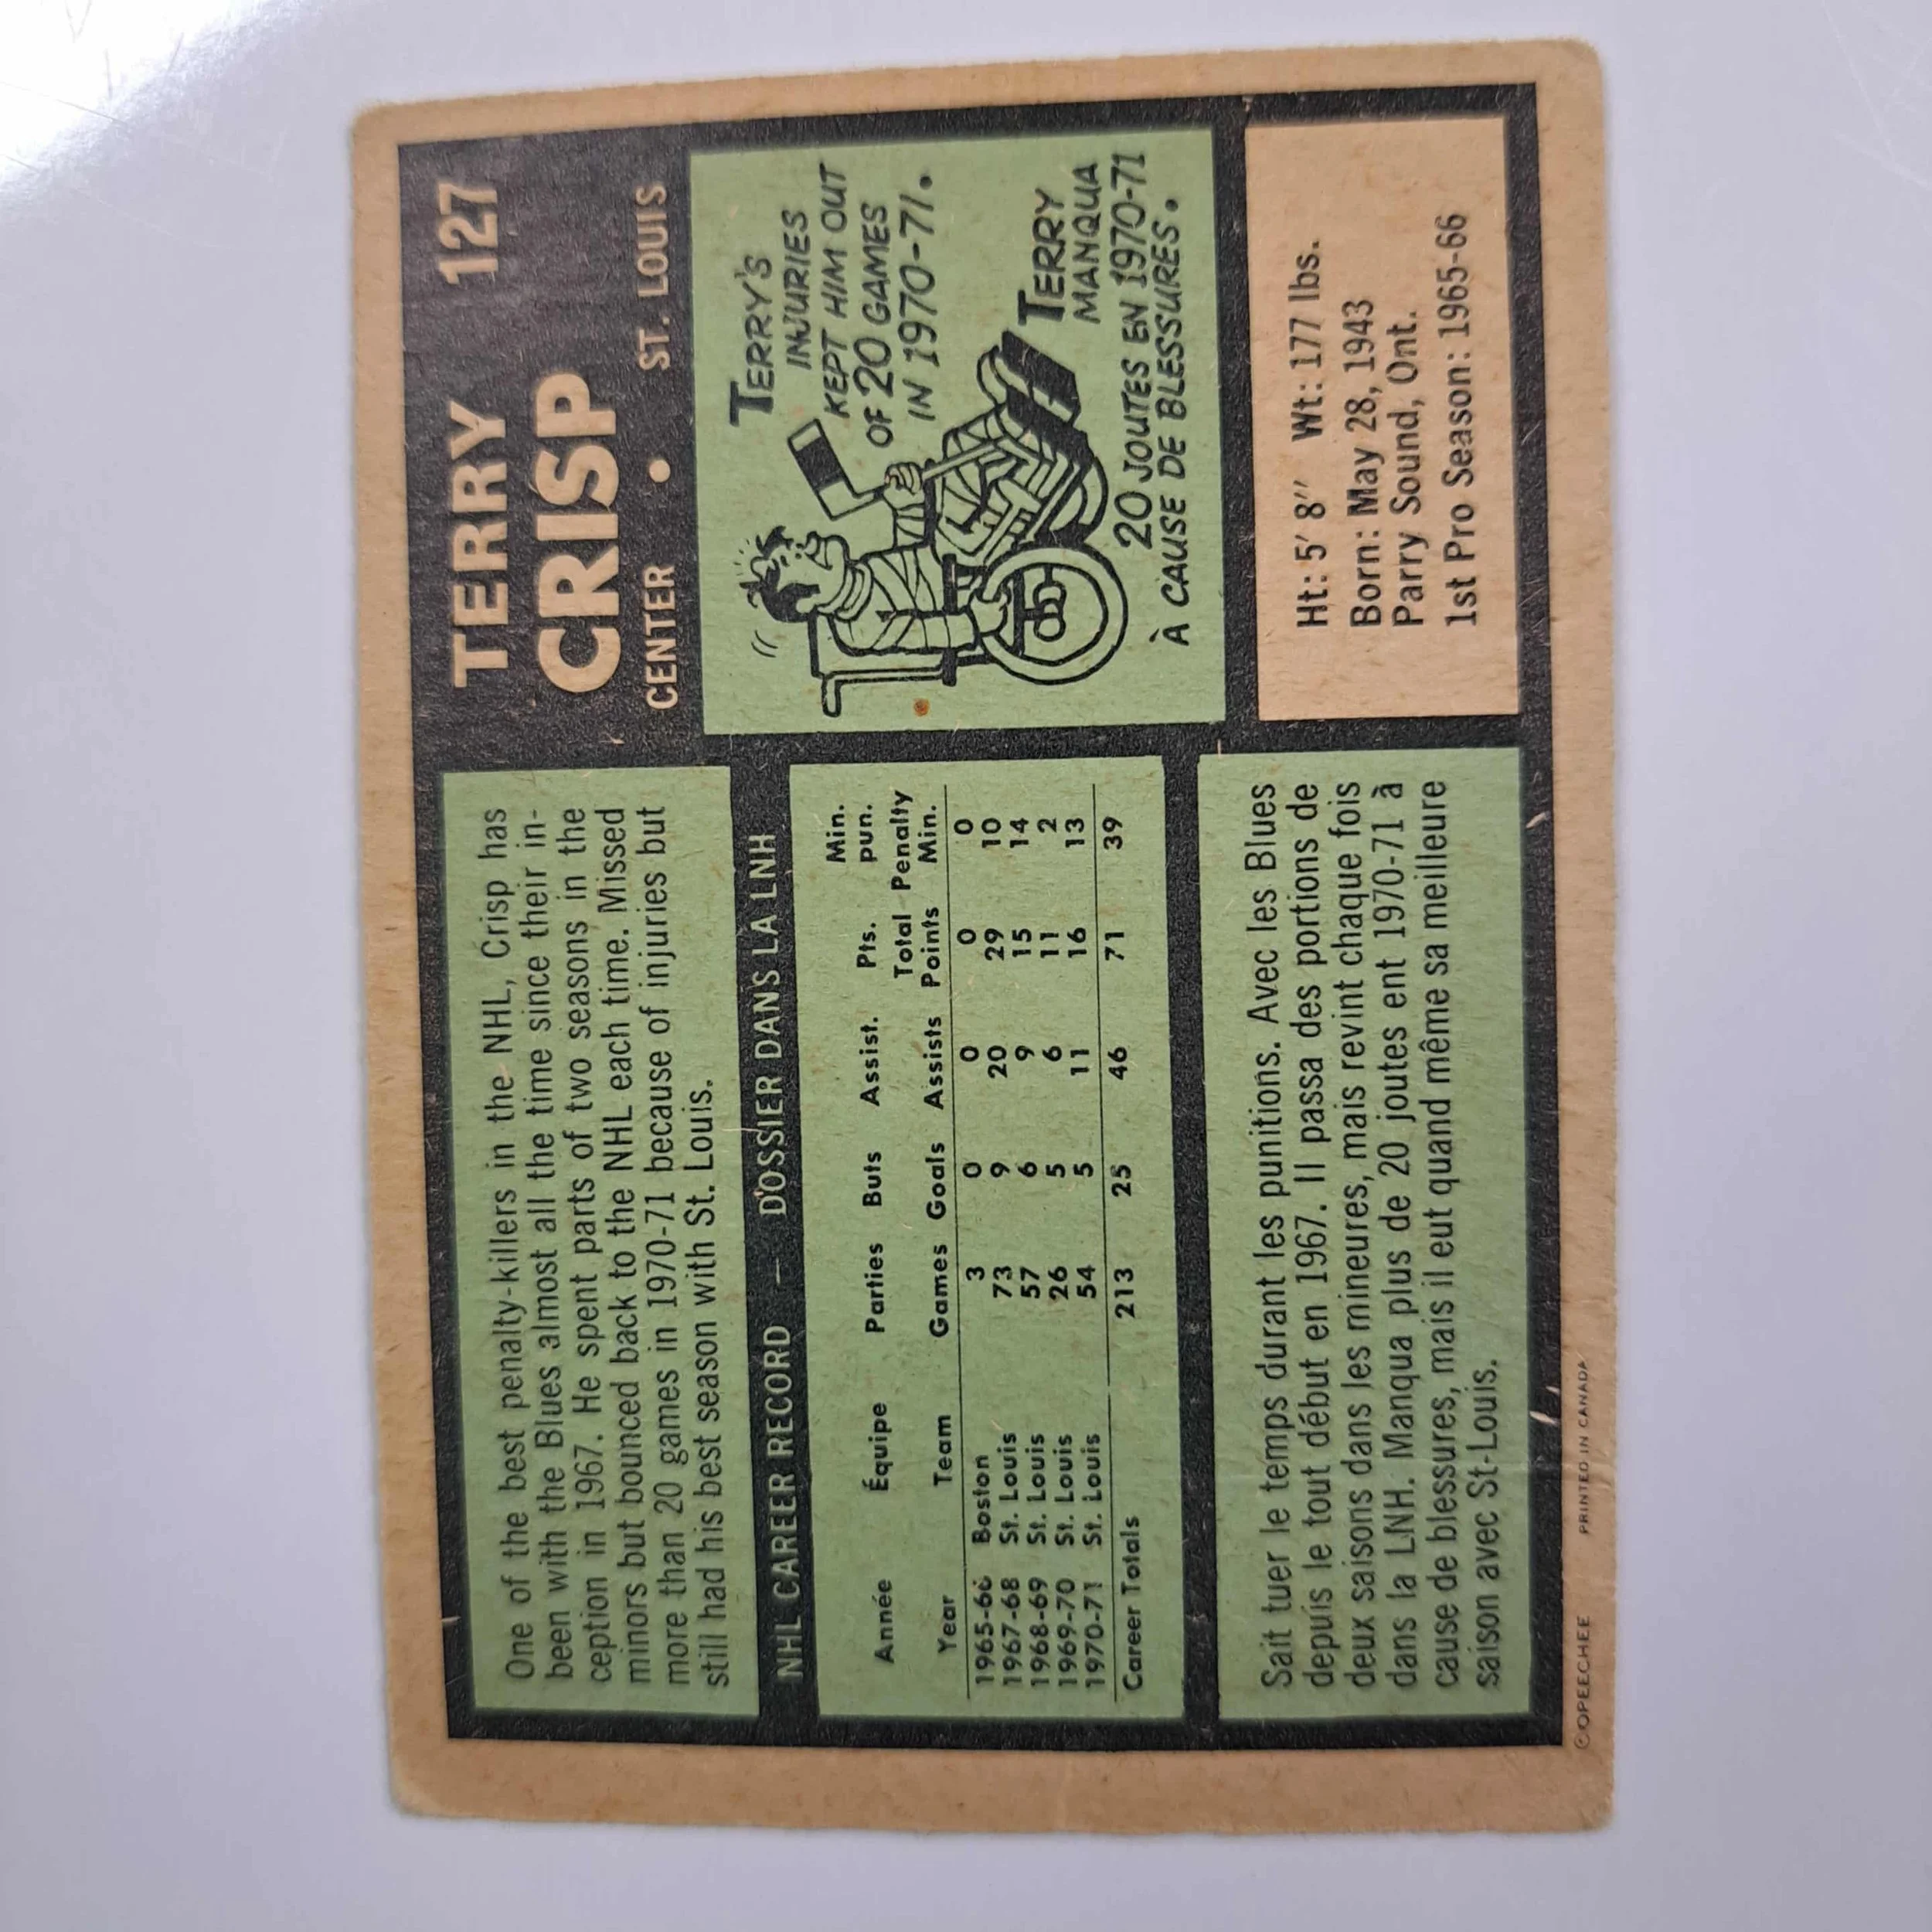 TERRY 127
CRISP
CENTER • ST. LOUIS
One of the best penalty-killers in the NHL, Crisp has
been with the Blues almost all the time since their in-
ception in 1967. He spent parts of two seasons in the
minors but bounced back to the NHL each time. Missed
more than 20 games in 1970-71 because of injuries but
still had his best season with St. Louis.
TERRY'S
INJURIES
KEPT HIM OUT
OF 20 GAMES
IN 1970-71.
TERRY
MANQUA
20 JOUTES EN 1970-71
À CAUSE DE BLESSURES.
NHL CAREER RECORD — DOSSIER DANS LA LNH
Min.
Année Équipe Parties Buts Assist. Pts. pun.
Total Penalty
Year Team Games Goals Assists Points Min.
1965-66 Boston 3 0 0 0 0
1967-68 St. Louis 73 9 20 29 10
1968-69 St. Louis 57 6 9 15 14
1969-70 St. Louis 26 5 6 11 2
1970-71 St. Louis 54 5 11 16 13
Career Totals 213 25 46 71 39
Sait tuer le temps durant les punitions. Avec les Blues
depuis le tout début en 1967. Il passa des portions de
deux saisons dans les mineures, mais revint chaque fois
dans la LNH. Manqua plus de 20 joutes ent 1970-71 à
cause de blessures, mais il eut quand même sa meilleure
saison avec St-Louis.
Ht: 5' 8" Wt: 177 lbs.
Born: May 28, 1943
Parry Sound, Ont.
1st Pro Season: 1965-66
©OPEECHEE PRINTED IN CANADA